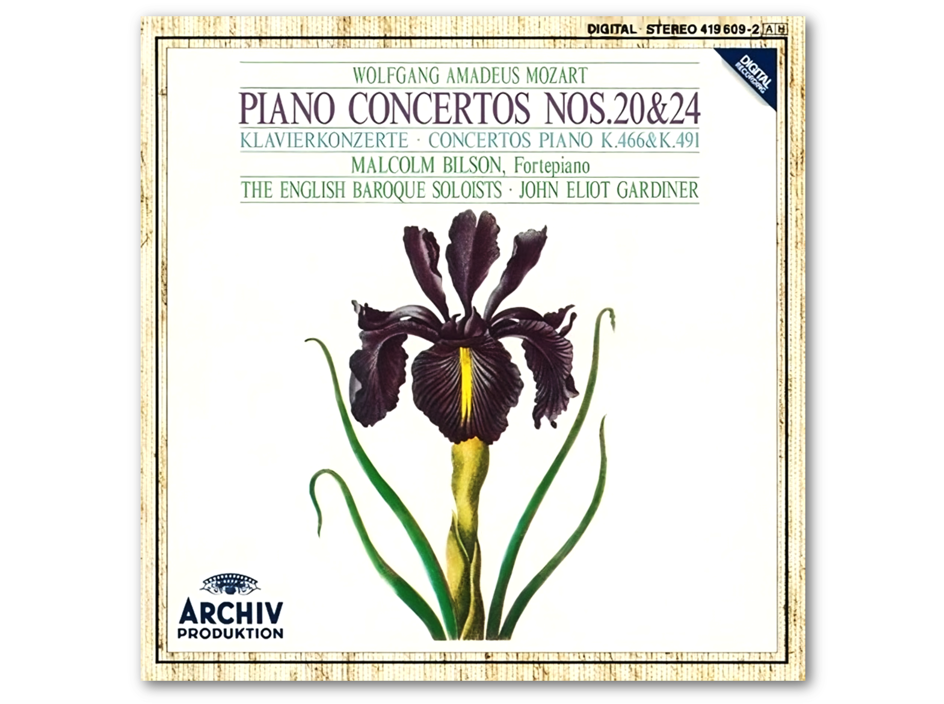 DIGITAL · STEREO 419 609-2 AH
DIGITAL
RECORDING
WOLFGANG AMADEUS MOZART
PIANO CONCERTOS NOS.20&24
KLAVIERKONZERTE · CONCERTOS PIANO K.466&K.491
MALCOLM BILSON, Fortepiano
THE ENGLISH BAROQUE SOLOISTS · JOHN ELIOT GARDINER
ARCHIV
PRODUKTION